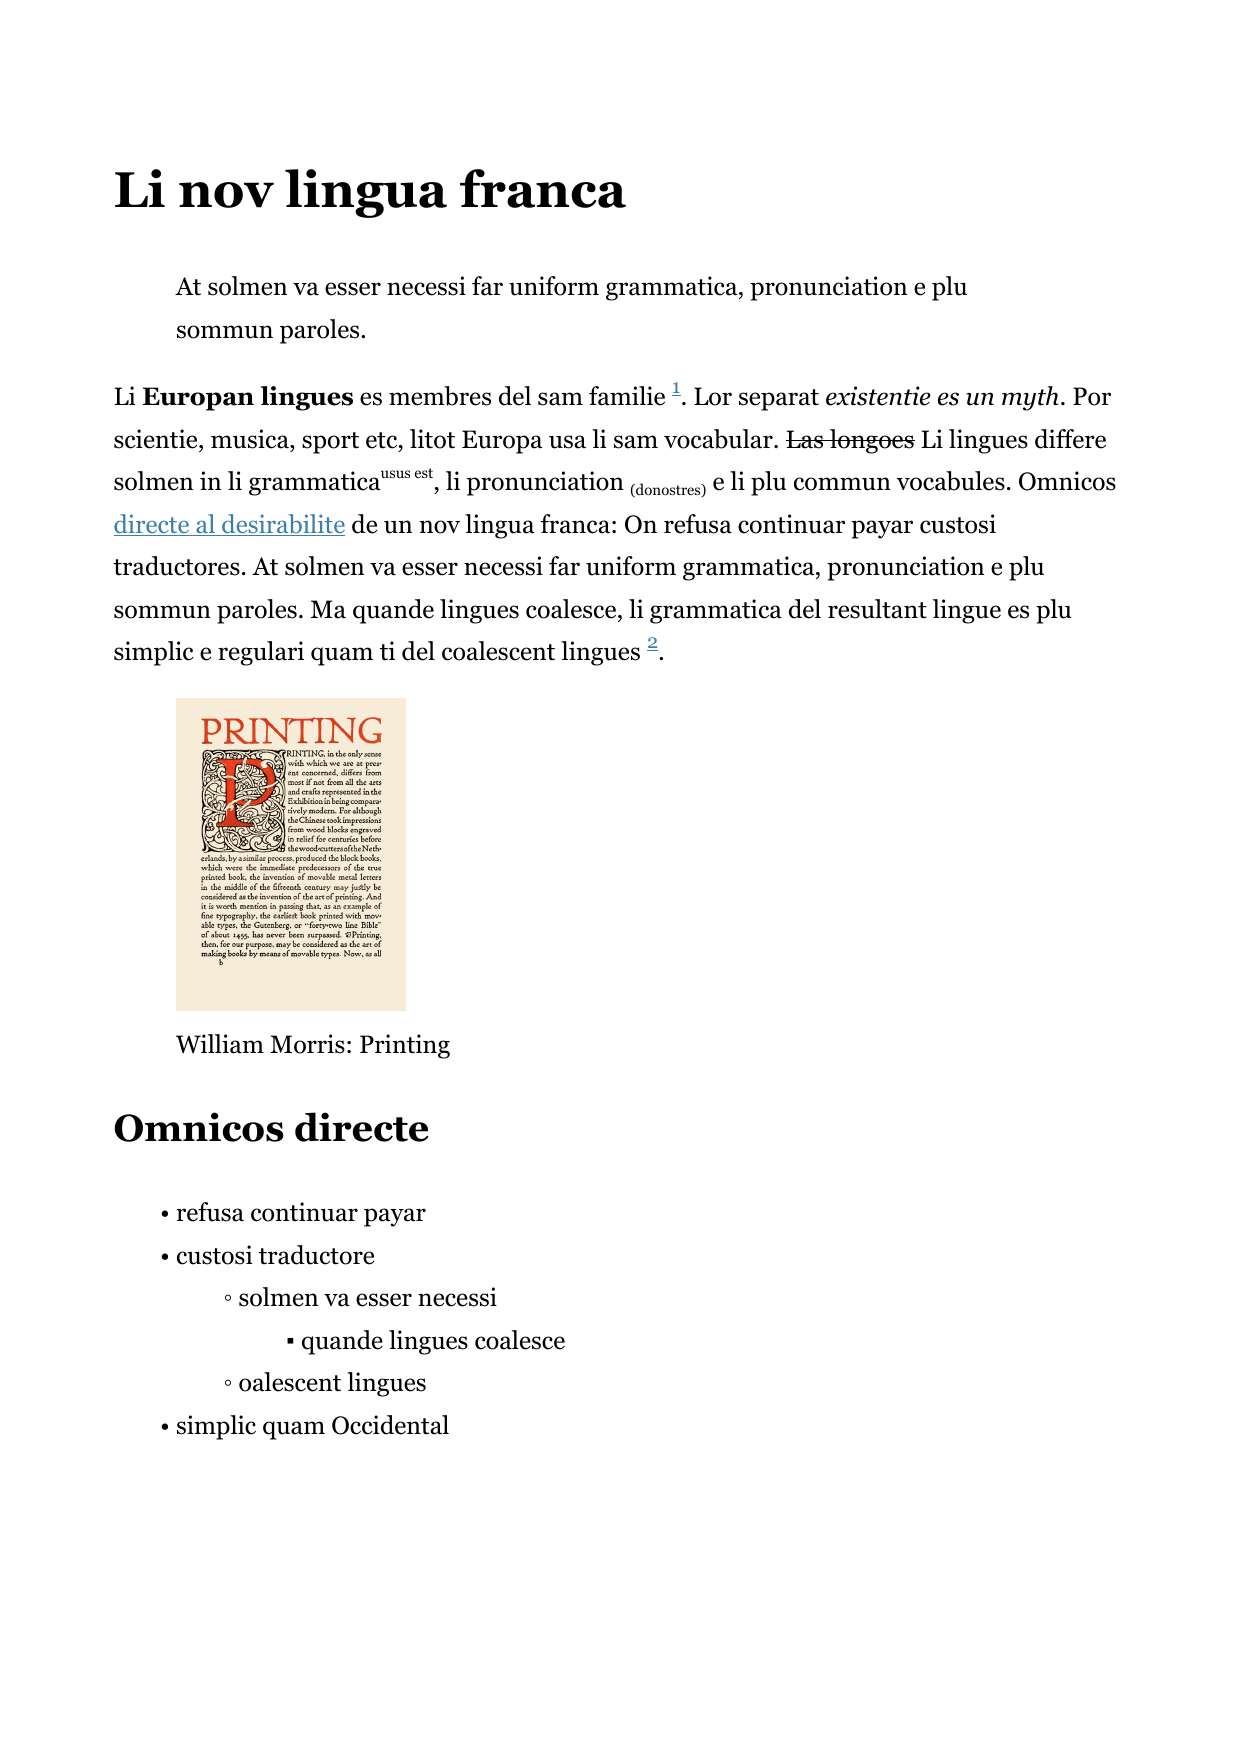 Li nov lingua franca
At solmen va esser necessi far uniform grammatica, pronunciation e plu
sommun paroles.
Li Europan lingues es membres del sam familie 1. Lor separat existentie es un myth. Por
scientie, musica, sport etc, litot Europa usa li sam vocabular. Las longoes Li lingues differe
solmen in li grammaticausus est, li pronunciation (donostres) e li plu commun vocabules. Omnicos
directe al desirabilite de un nov lingua franca: On refusa continuar payar custosi
traductores. At solmen va esser necessi far uniform grammatica, pronunciation e plu
sommun paroles. Ma quande lingues coalesce, li grammatica del resultant lingue es plu
simplic e regulari quam ti del coalescent lingues 2.
PRINTING
PRINTING, in the only sense
with which we are at pres-
ent concerned, differs from
most if not from all the arts
and crafts represented in the
Exhibition in being compara-
tively modern. For although
the Chinese took impressions
from wood blocks engraved
in relief for centuries before
the wood-cutters of the Neth-
erlands, by a similar process, produced the block books,
which were the immediate predecessors of the true
printed book, the invention of movable metal letters
in the middle of the fifteenth century may justly be
considered as the invention of the art of printing. And
it is worth mention in passing that, as an example of
fine typography, the earliest book printed with mov-
able types, the Gutenberg, or "forty-two line Bible"
of about 1455, has never been surpassed. Printing,
then, for our purpose, may be considered as the art of
making books by means of movable types. Now, as all
b
William Morris: Printing
Omnicos directe
• refusa continuar payar
• custosi traductore
◦ solmen va esser necessi
▪ quande lingues coalesce
◦ oalescent lingues
• simplic quam Occidental